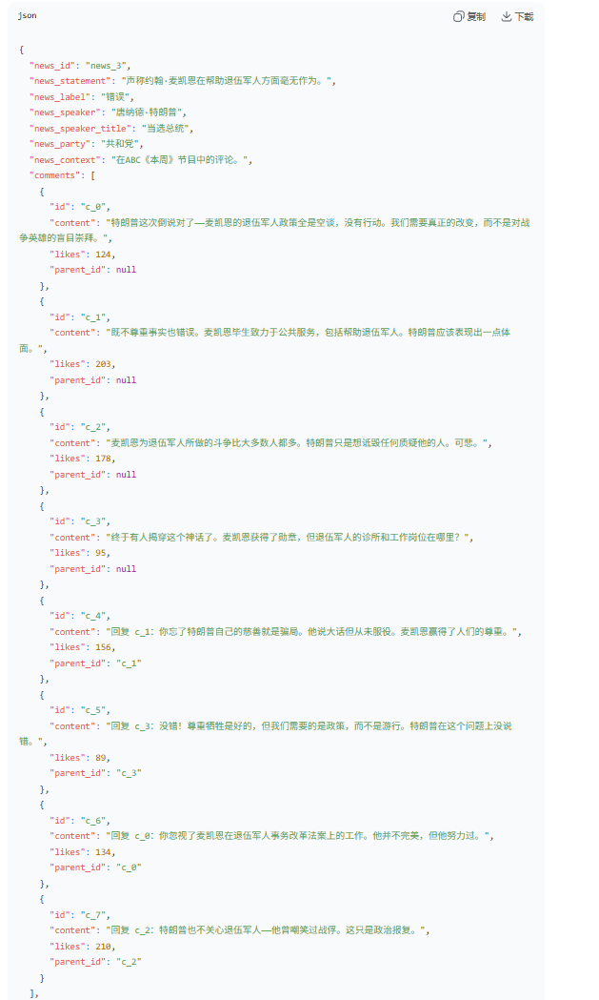 json
复制 下载
{
"news_id": "news_3",
"news_statement": "声称约翰·麦凯恩在帮助退伍军人方面毫无作为。",
"news_label": "错误",
"news_speaker": "唐纳德·特朗普",
"news_speaker_title": "当选总统",
"news_party": "共和党",
"news_context": "在ABC《本周》节目中的评论。",
"comments": [
{
"id": "c_0",
"content": "特朗普这次倒说对了——麦凯恩的退伍军人政策全是空谈，没有行动。我们需要真正的改变，而不是对战
争英雄的盲目崇拜。",
"likes": 124,
"parent_id": null
},
{
"id": "c_1",
"content": "既不尊重事实也错误。麦凯恩毕生致力于公共服务，包括帮助退伍军人。特朗普应该表现出一点体
面。",
"likes": 203,
"parent_id": null
},
{
"id": "c_2",
"content": "麦凯恩为退伍军人所做的斗争比大多数人都多。特朗普只是想诋毁任何质疑他的人。可悲。",
"likes": 178,
"parent_id": null
},
{
"id": "c_3",
"content": "终于有人揭穿这个神话了。麦凯恩获得了勋章，但退伍军人的诊所和工作岗位在哪里？",
"likes": 95,
"parent_id": null
},
{
"id": "c_4",
"content": "回复 c_1：你忘了特朗普自己的慈善就是骗局。他说大话但从未服役。麦凯恩赢得了人们的尊重。",
"likes": 156,
"parent_id": "c_1"
},
{
"id": "c_5",
"content": "回复 c_3：没错！尊重牺牲是好的，但我们需要的是政策，而不是游行。特朗普在这个问题上没说
错。",
"likes": 89,
"parent_id": "c_3"
},
{
"id": "c_6",
"content": "回复 c_0：你忽视了麦凯恩在退伍军人事务改革法案上的工作。他并不完美，但他努力过。",
"likes": 134,
"parent_id": "c_0"
},
{
"id": "c_7",
"content": "回复 c_2：特朗普也不关心退伍军人——他曾嘲笑过战俘。这只是政治报复。",
"likes": 210,
"parent_id": "c_2"
}
],